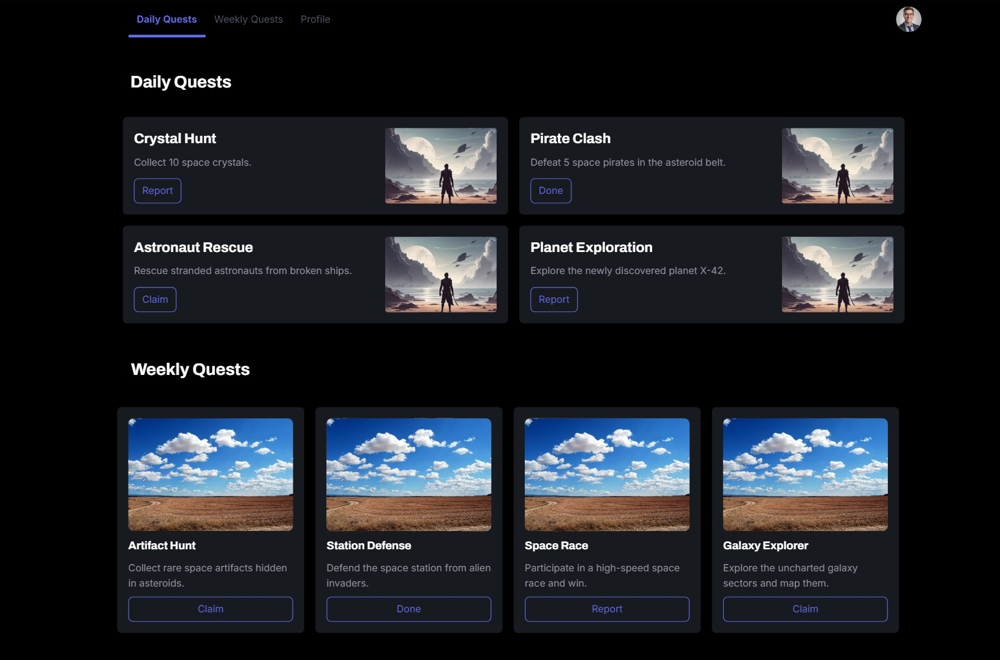 Daily Quests
Weekly Quests
Profile
Daily Quests
Crystal Hunt
Collect 10 space crystals.
Report
Pirate Clash
Defeat 5 space pirates in the asteroid belt.
Done
Astronaut Rescue
Rescue stranded astronauts from broken ships.
Claim
Planet Exploration
Explore the newly discovered planet X-42.
Report
Weekly Quests
Artifact Hunt
Collect rare space artifacts hidden
in asteroids.
Claim
Station Defense
Defend the space station from alien
invaders.
Done
Space Race
Participate in a high-speed space
race and win.
Report
Galaxy Explorer
Explore the uncharted galaxy
sectors and map them.
Claim